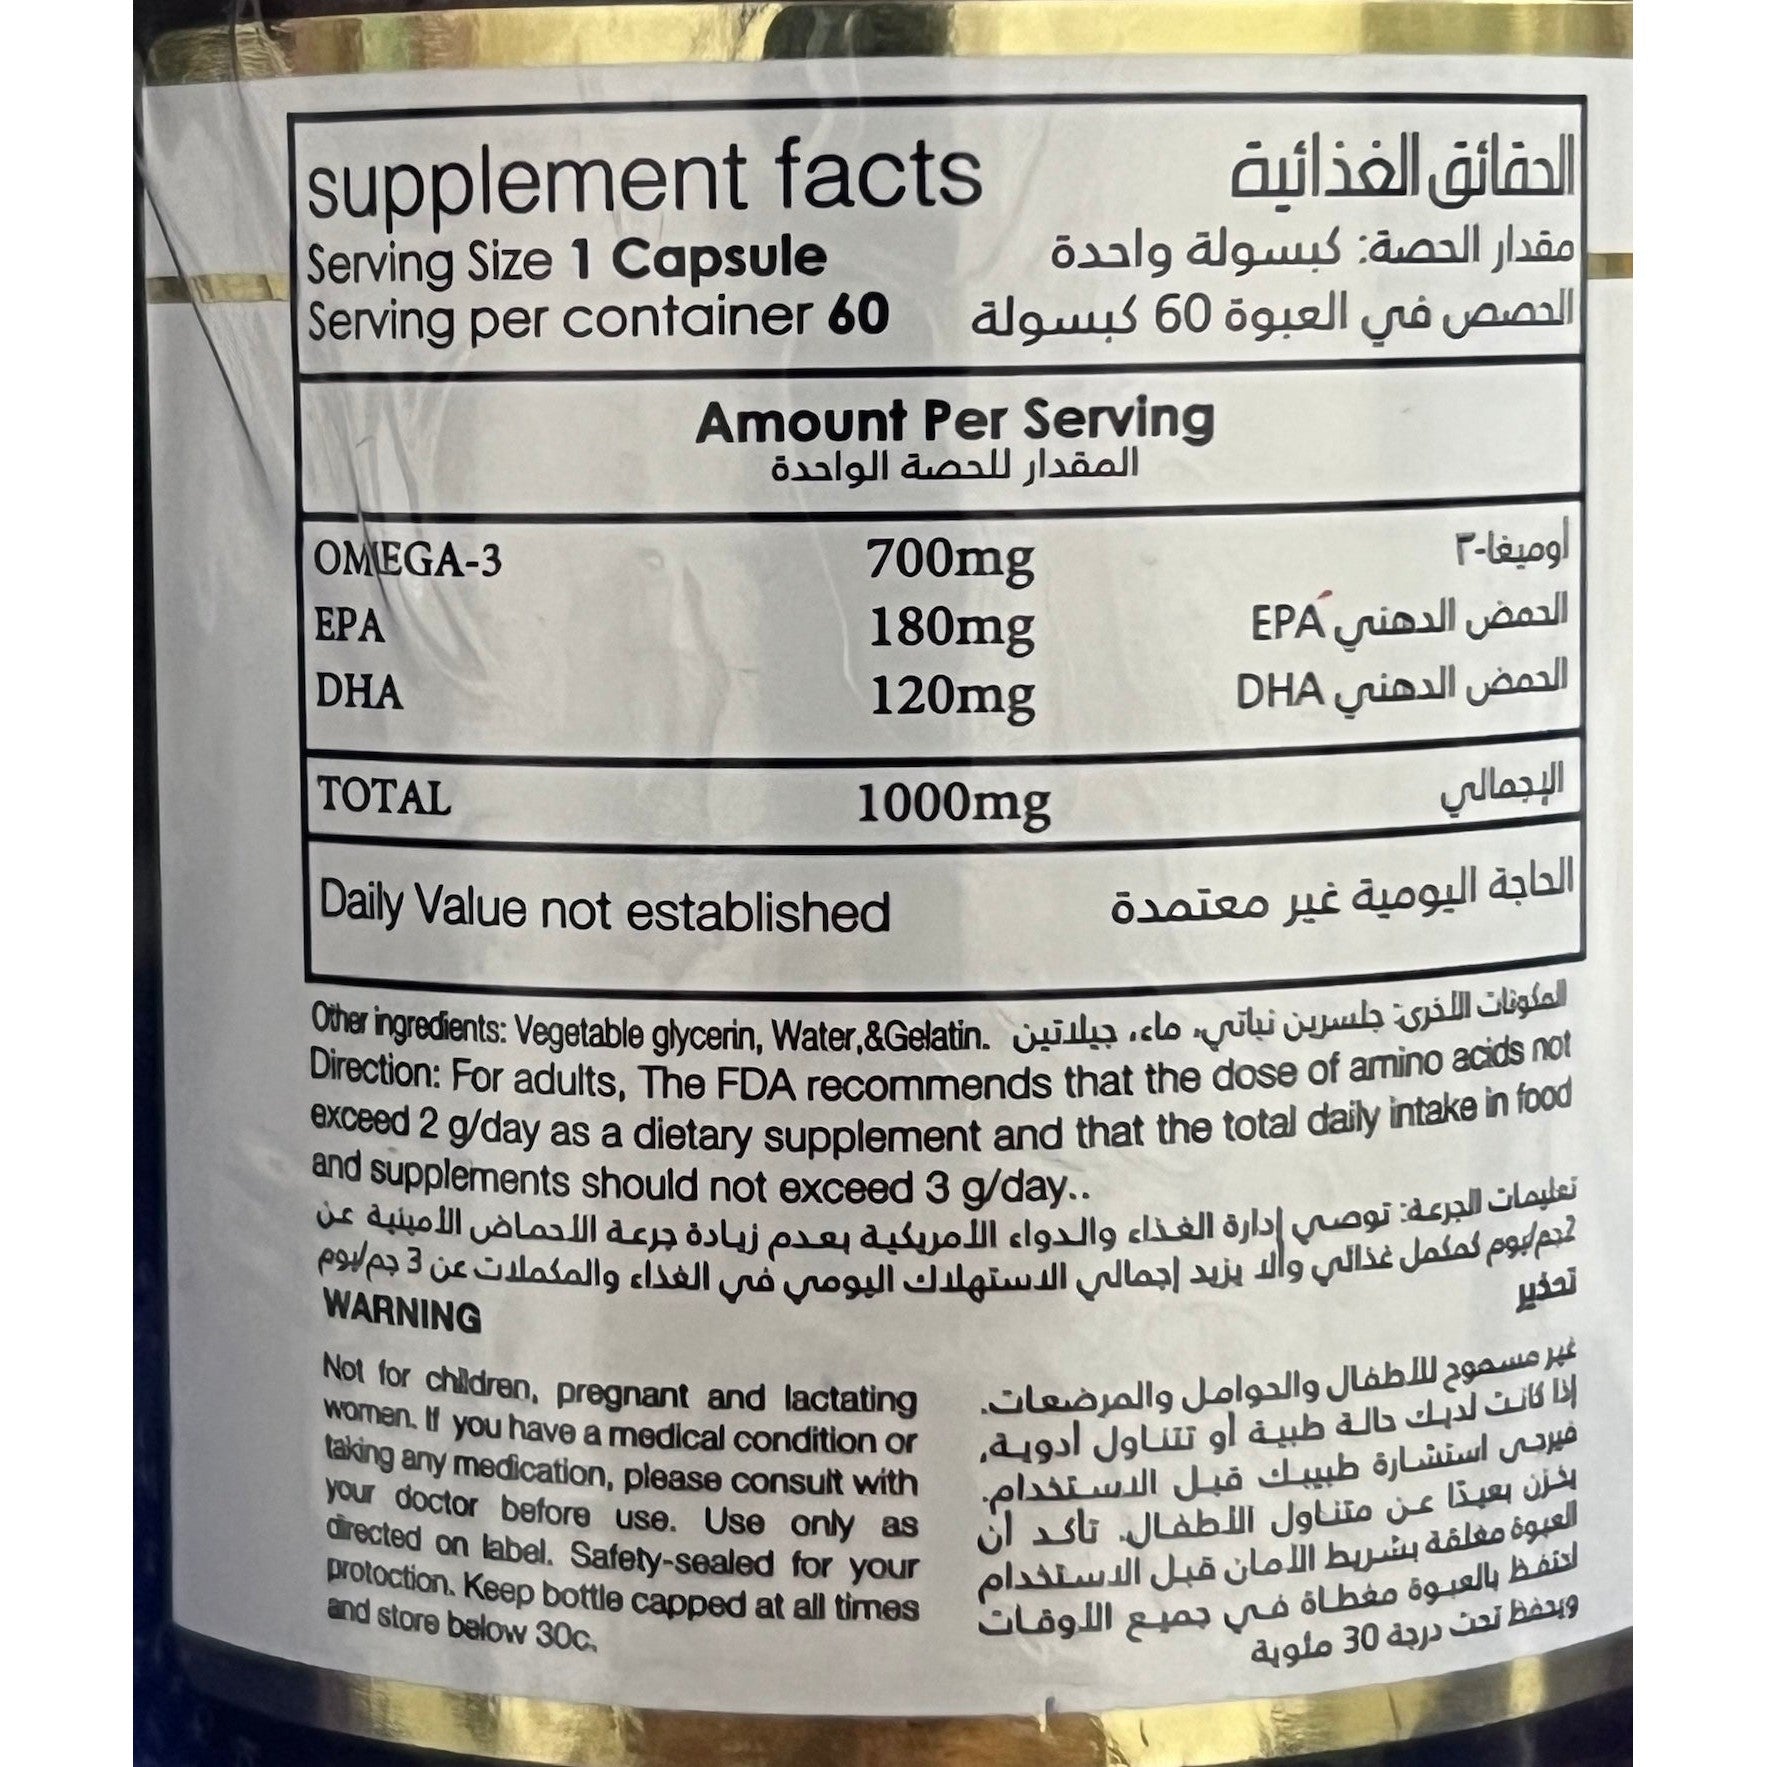 supplement facts الحقائق الغذائية
Serving Size 1 Capsule مقدار الحصة: كبسولة واحدة
Serving per container 60 الحصص في العبوة 60 كبسولة
Amount Per Serving
المقدار للحصة الواحدة
OMEGA-3 700mg أوميغا-٣
EPA 180mg الحمض الدهني EPA
DHA 120mg الحمض الدهني DHA
TOTAL 1000mg الإجمالي
Daily Value not established الحاجة اليومية غير معتمدة
Other ingredients: Vegetable glycerin, Water,&Gelatin. المكونات الأخرى: جلسرين نباتي، ماء، جيلاتين
Direction: For adults, The FDA recommends that the dose of amino acids not
exceed 2 g/day as a dietary supplement and that the total daily intake in food
and supplements should not exceed 3 g/day..
تعليمات الجرعة: توصي إدارة الغذاء والدواء الأمريكية بعدم زيادة جرعة الأحماض الأمينية عن
2جم/يوم كمكمل غذائي وألا يزيد إجمالي الاستهلاك اليومي في الغذاء والمكملات عن 3 جم/يوم
WARNING تحذير
Not for children, pregnant and lactating
women. If you have a medical condition or
taking any medication, please consult with
your doctor before use. Use only as
directed on label. Safety-sealed for your
protoction. Keep bottle capped at all times
and store below 30c,
غير مسموح للأطفال والحوامل والمرضعات.
إذا كانت لديك حالة طبية أو تتناول أدوية,
فيرجى استشارة طبيبك قبل الاستخدام.
يخزن بعيدًا عن متناول الأطفال. تأكد أن
العبوة مغلقة بشريط الأمان قبل الاستخدام
احتفظ بالعبوة مغطاة في جميع الأوقات
ويحفظ تحت درجة 30 مئوية